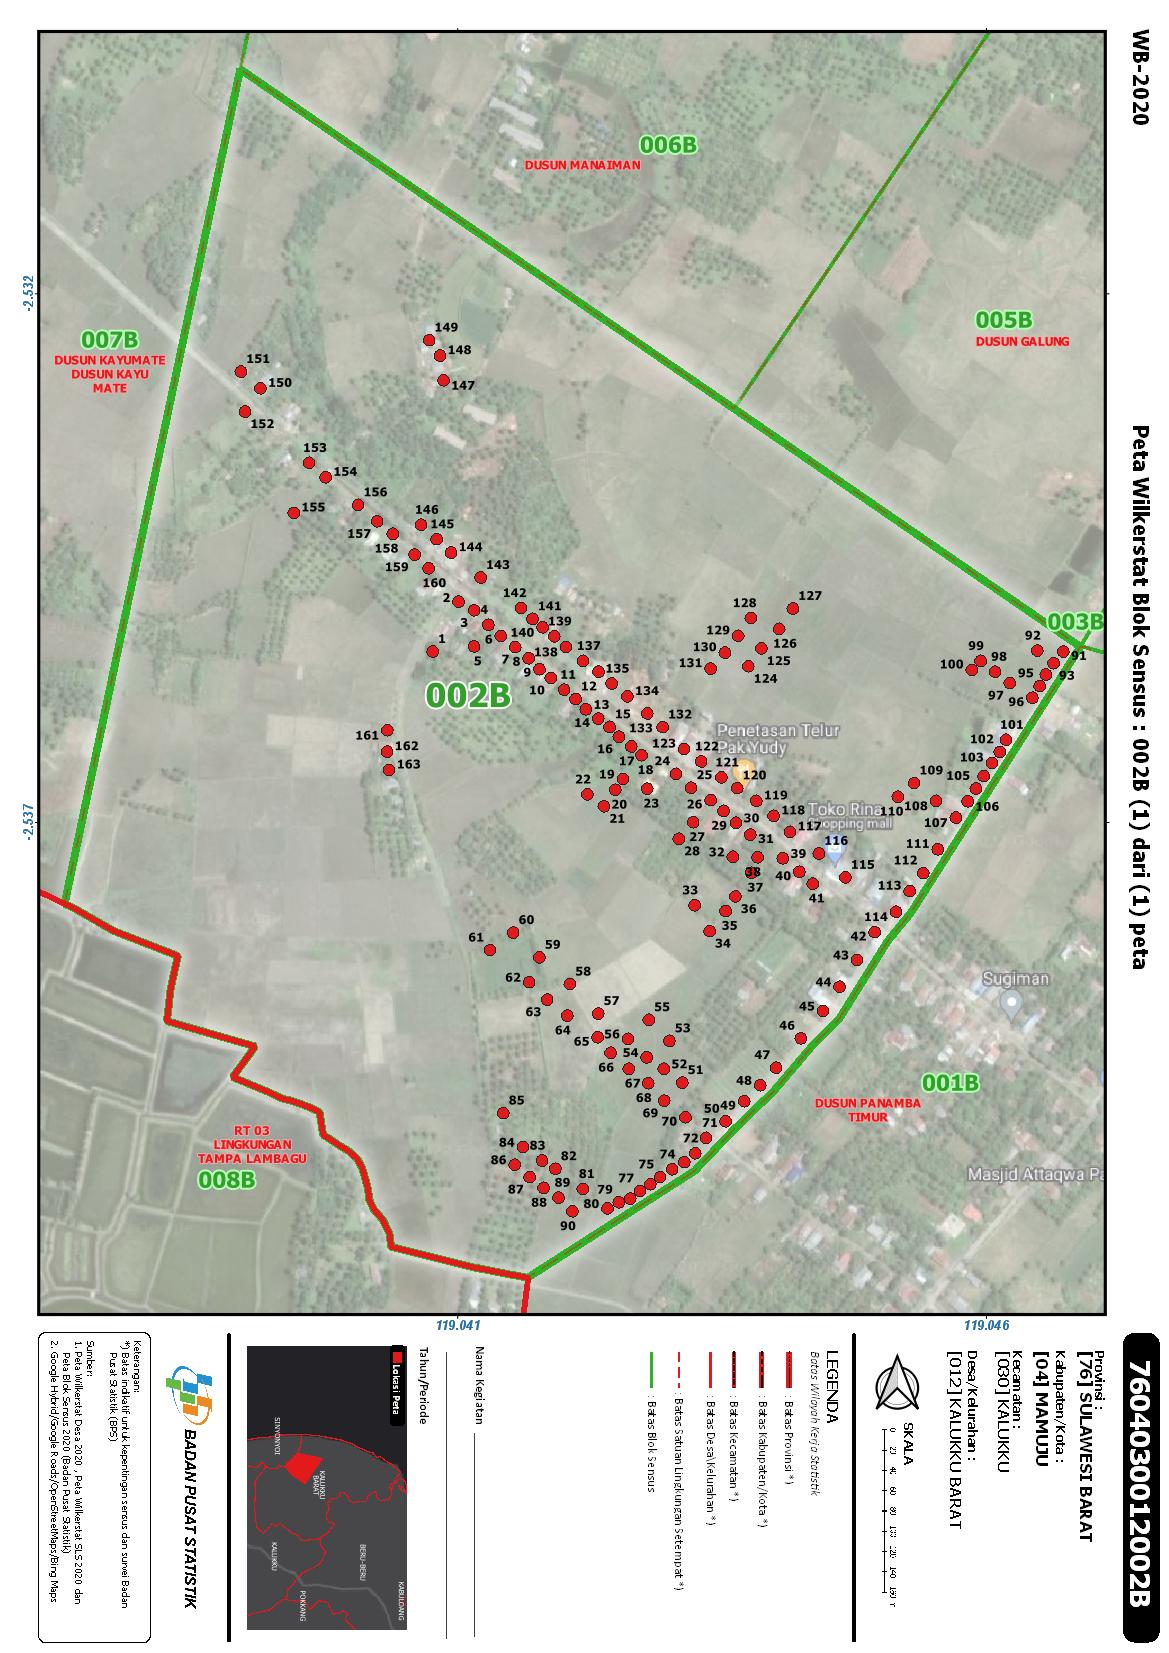 WB-2020
Peta Wilkerstat Blok Sensus : 002B (1) dari (1) peta
7604030012002B
Provinsi :
[76] SULAWESI BARAT
Kabupaten/Kota :
[04] MAMUJU
Kecamatan :
[030] KALUKKU
Desa/Kelurahan :
[012] KALUKKU BARAT
SKALA
0 20 40 60 80 100 120 140 160
LEGENDA
Batas Wilayah Kerja Statistik
: Batas Provinsi *)
: Batas Kabupaten/Kota *)
: Batas Kecamatan *)
: Batas Desa\Kelurahan *)
: Batas Satuan Lingkungan Setempat *)
: Batas Blok Sensus
Nama Kegiatan
Tahun/Periode
Lokasi Peta
SINYONYOI
KALUKKU
BARAT
KALUKKU
BERU-BERU
POKKANG
KABULOANG
BADAN PUSAT STATISTIK
Keterangan:
*) Batas indikatif untuk kepentingan sensus dan survei Badan
Pusat Statistik (BPS)
Sumber:
1. Peta Wilkerstat Desa 2020 , Peta Wilkerstat SLS 2020 dan
Peta Blok Sensus 2020 (Badan Pusat Statistik)
2. Google Hybrid/Google Roads/OpenStreetMaps/Bing Maps
-2.532
-2.537
119.041
119.046
006B
DUSUN MANAIMAN
005B
DUSUN GALUNG
007B
DUSUN KAYUMATE
DUSUN KAYU
MATE
003B
002B
001B
DUSUN PANAMBA
TIMUR
RT 03
LINGKUNGAN
TAMPA LAMBAGU
008B
Penetasan Telur
Pak Yudy
Toko Rina
Shopping mall
Sugiman
Masjid Attaqwa Pa
149
148
147
151
150
152
153
154
155
156
157
158
159
160
146
145
144
143
142
141
139
140
138
137
135
134
133
132
1
2
3
4
5
6
7
8
9
10
11
12
13
14
15
16
17
18
19
20
21
22
23
24
25
26
27
28
29
30
31
32
33
34
35
36
37
38
39
40
41
42
43
44
45
46
47
48
49
50
51
52
53
54
55
56
57
58
59
60
61
62
63
64
65
66
67
68
69
70
71
72
74
75
77
79
80
81
82
83
84
85
86
87
88
89
90
91
92
93
95
96
97
98
99
100
101
102
103
105
106
107
108
109
110
111
112
113
114
115
116
117
118
119
120
121
122
123
124
125
126
127
128
129
130
131
161
162
163